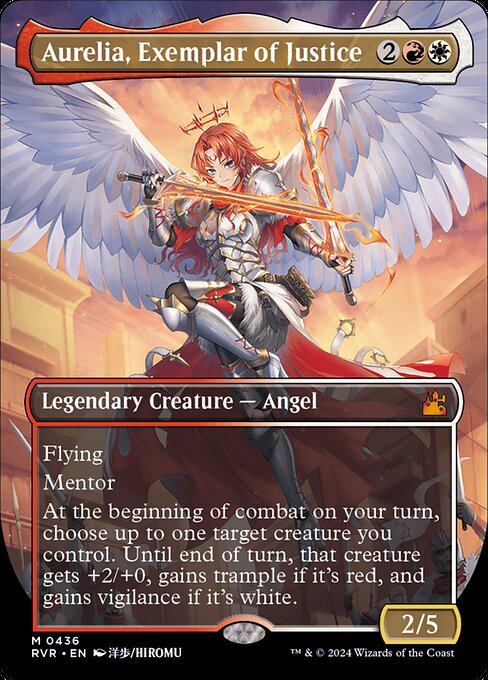 Aurelia, Exemplar of Justice 2
Legendary Creature — Angel
Flying
Mentor
At the beginning of combat on your turn,
choose up to one target creature you
control. Until end of turn, that creature
gets +2/+0, gains trample if it's red, and
gains vigilance if it's white.
2/5
M 0436
RVR • EN 洋歩/HIROMU
™ & © 2024 Wizards of the Coast